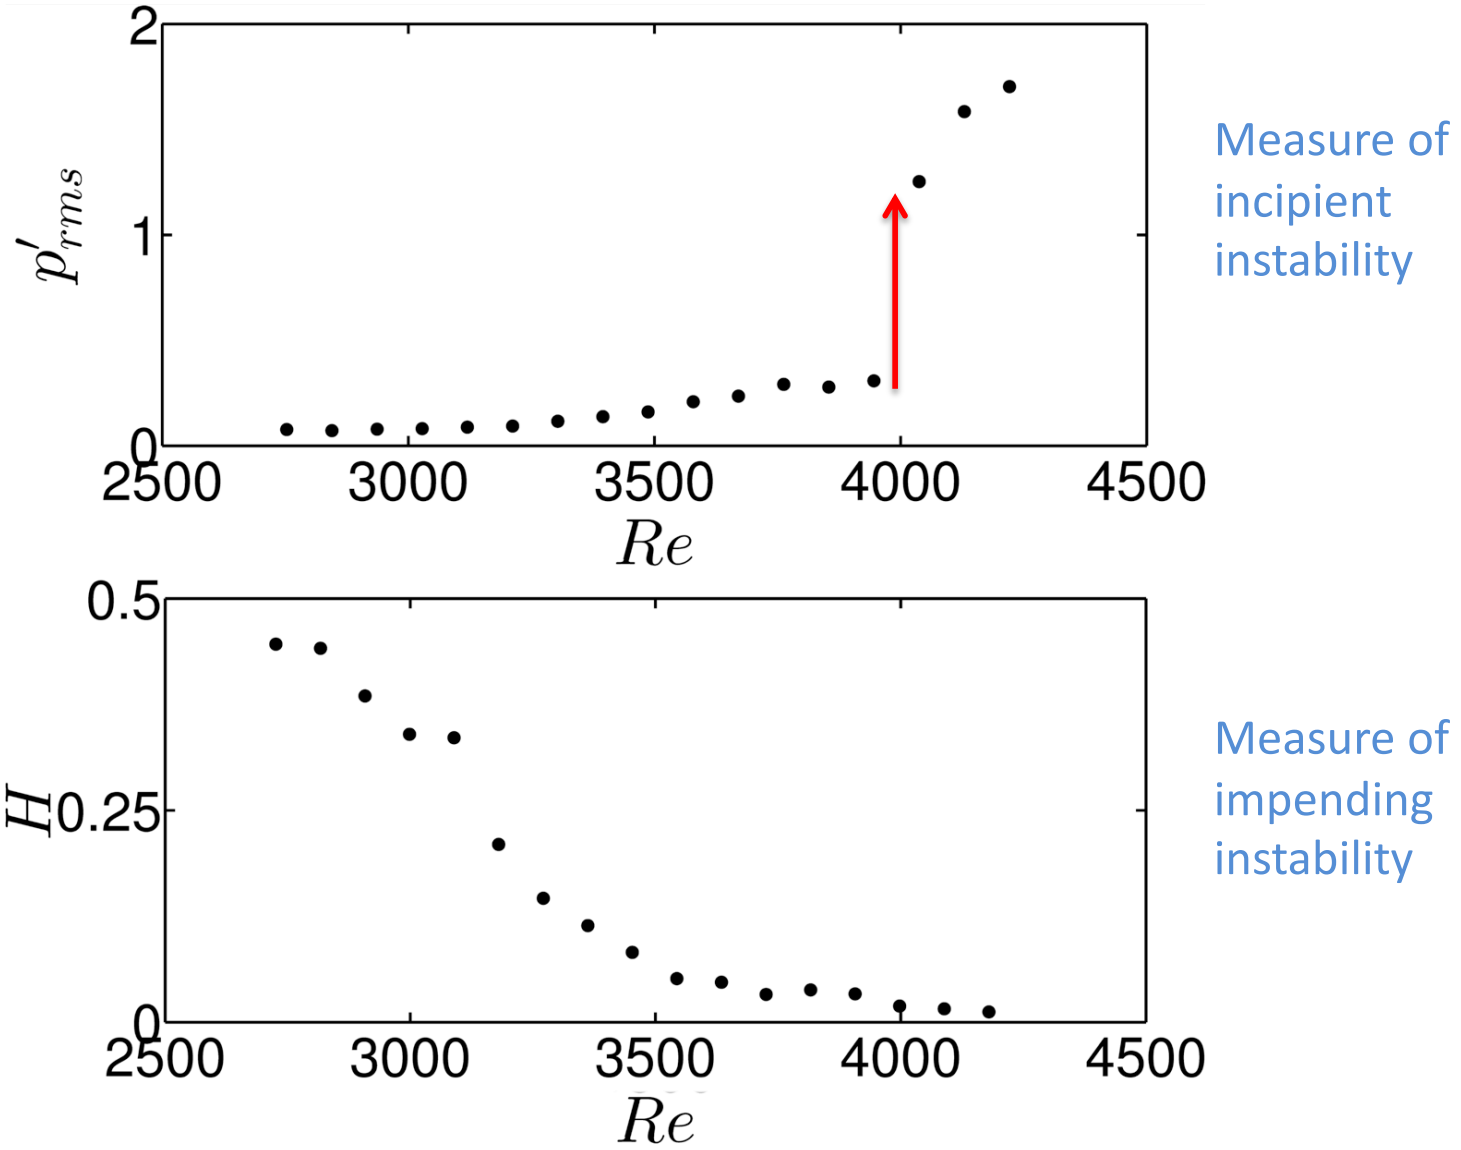 2
1
0
p′rms
2500 3000 3500 4000 4500
Re
Measure of
incipient
instability
0.5
0.25
0
H
2500 3000 3500 4000 4500
Re
Measure of
impending
instability